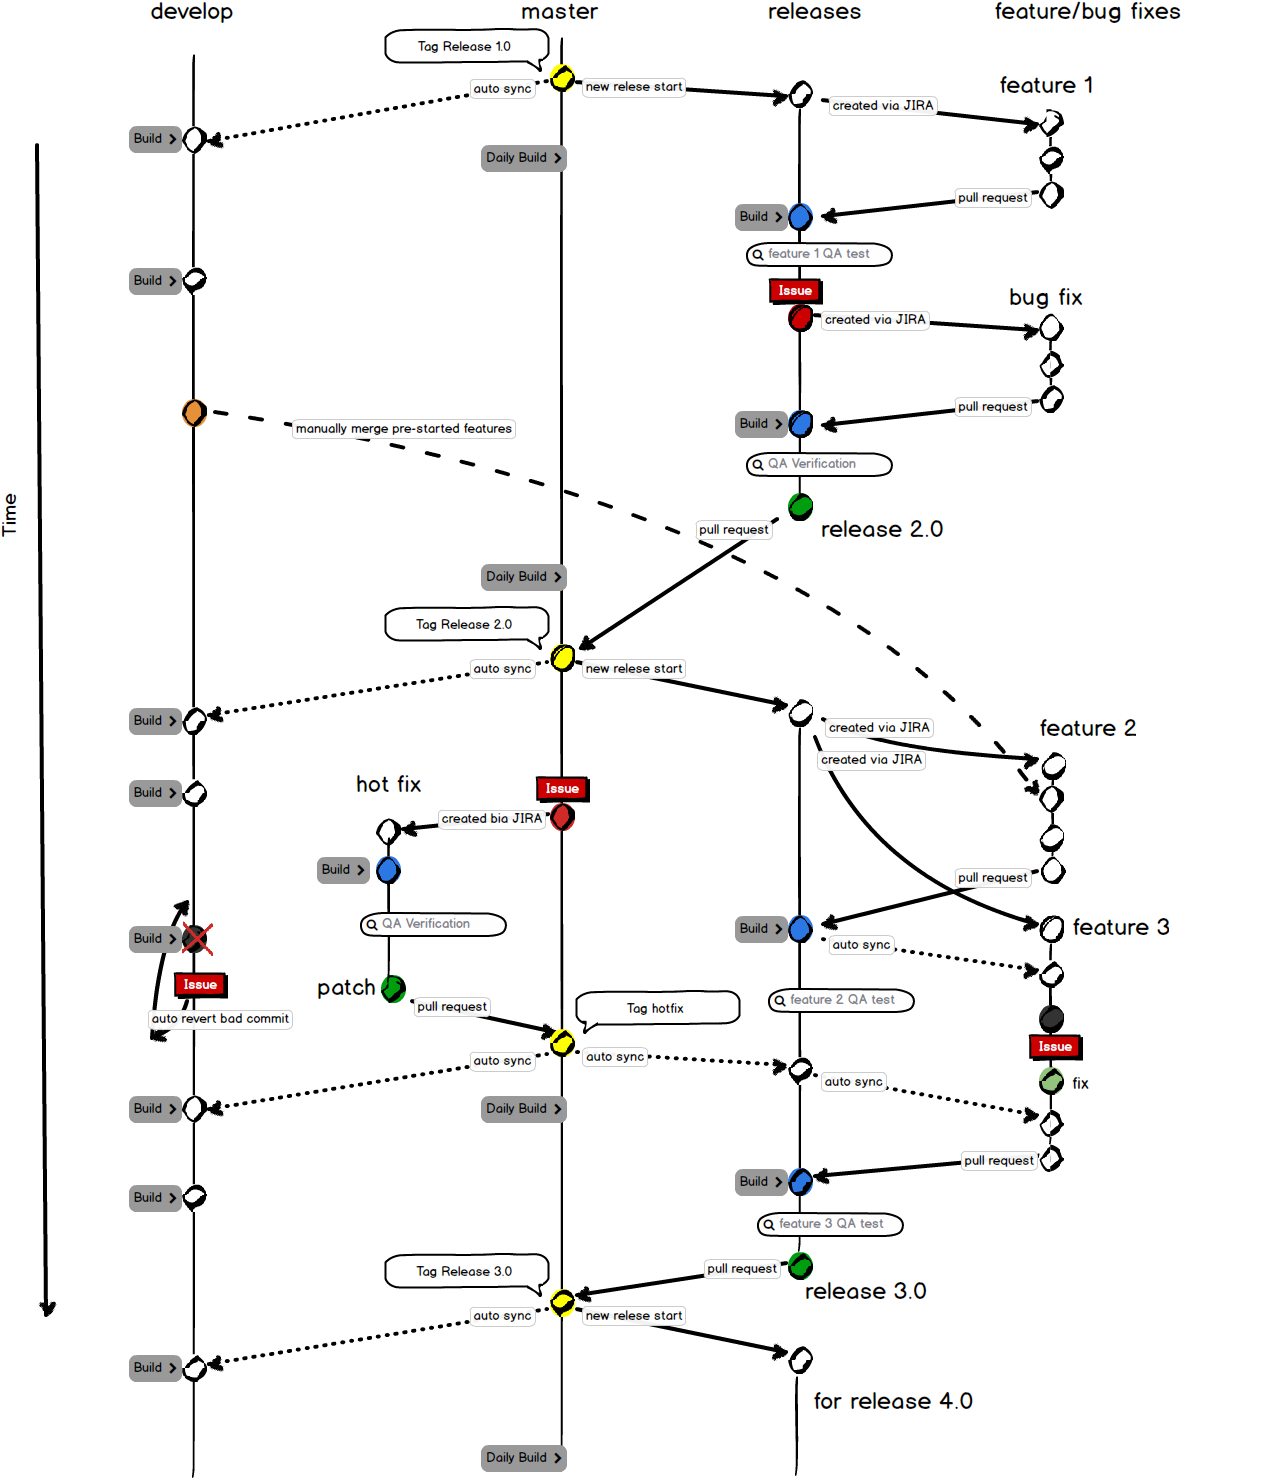 develop
master
releases
feature/bug fixes
Tag Release 1.0
auto sync
new relese start
feature 1
created via JIRA
Build
Daily Build
pull request
Build
feature 1 QA test
Build
Issue
bug fix
created via JIRA
pull request
Build
manually merge pre-started features
QA Verification
Time
pull request
release 2.0
Daily Build
Tag Release 2.0
auto sync
new relese start
Build
created via JIRA
feature 2
created via JIRA
hot fix
Issue
Build
created bia JIRA
Build
pull request
QA Verification
Build
feature 3
Build
auto sync
Issue
patch
feature 2 QA test
pull request
Tag hotfix
auto revert bad commit
Issue
auto sync
auto sync
auto sync
fix
Build
Daily Build
pull request
Build
Build
feature 3 QA test
Tag Release 3.0
pull request
release 3.0
auto sync
new relese start
Build
for release 4.0
Daily Build